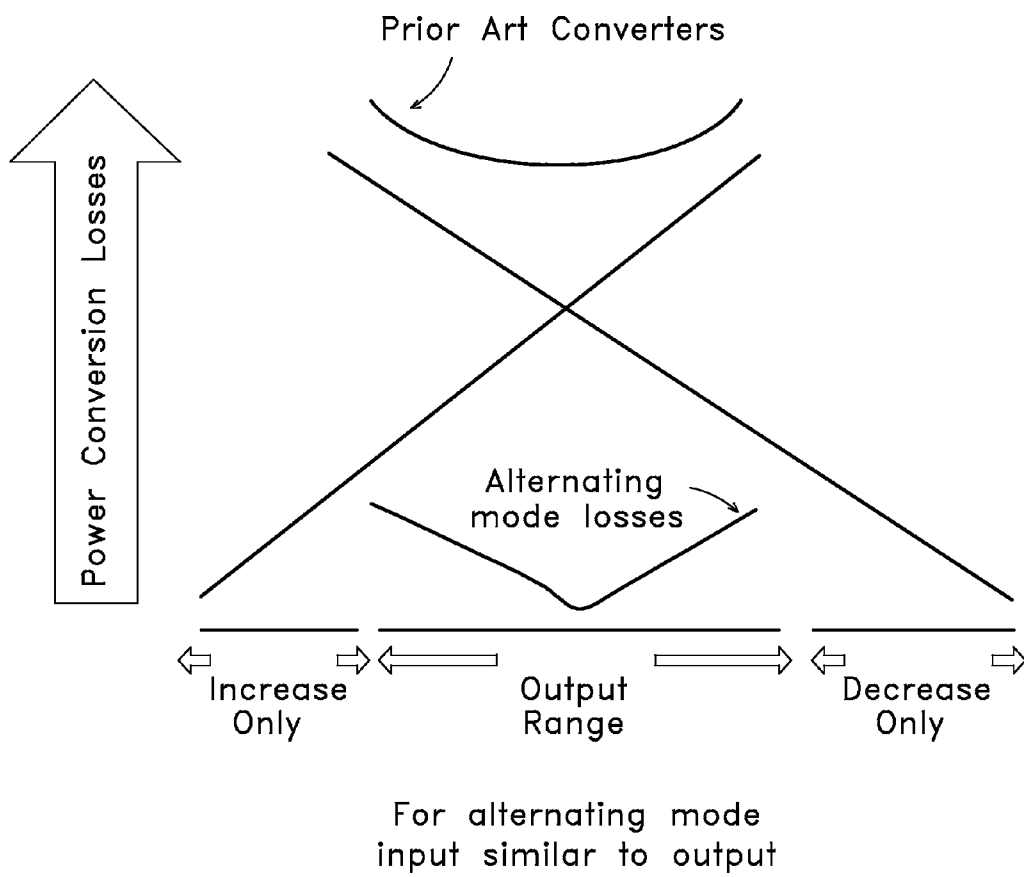 Prior Art Converters
Power Conversion Losses
Alternating
mode losses
Increase
Only
Output
Range
Decrease
Only
For alternating mode
input similar to output